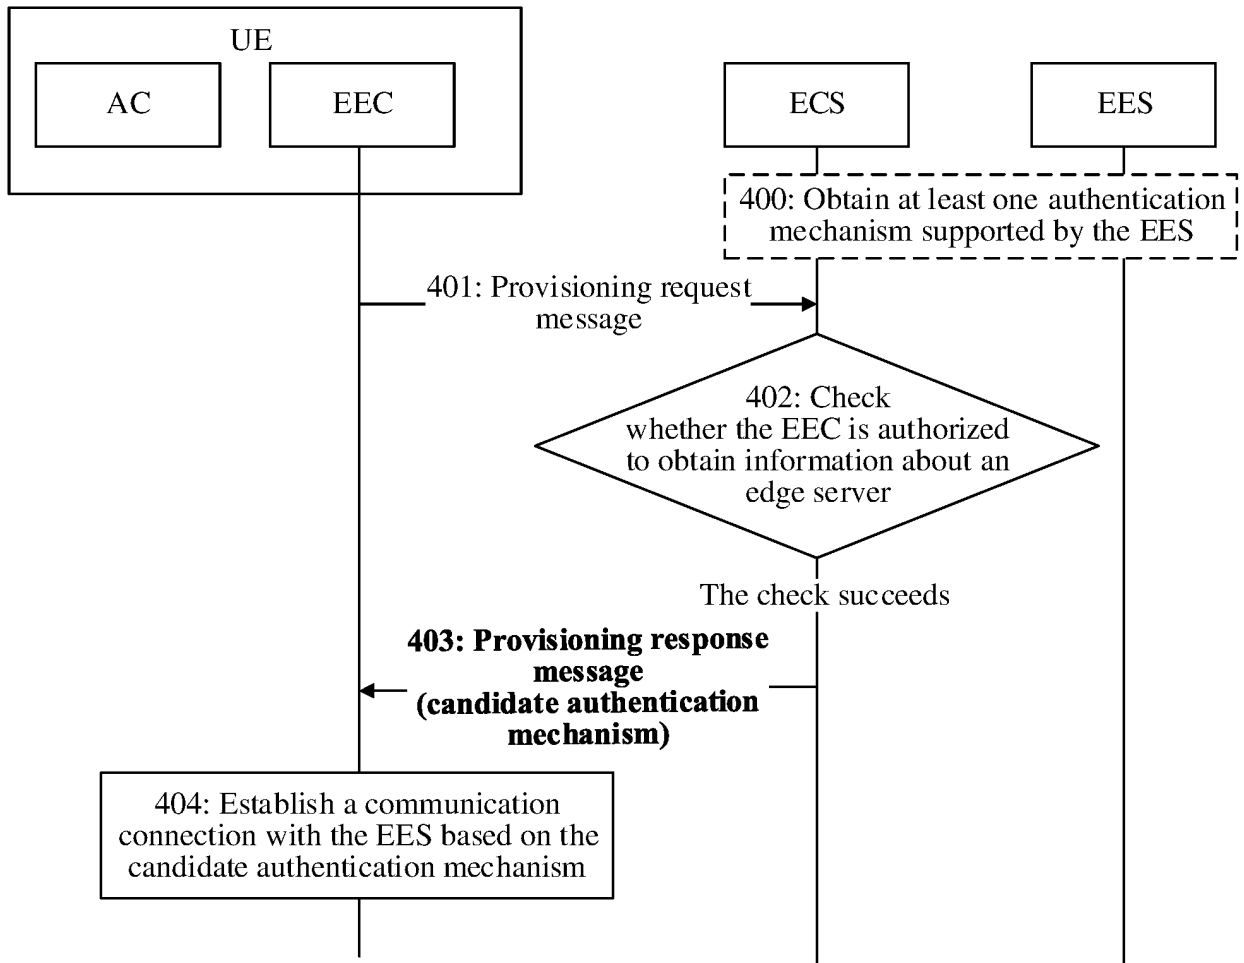 UE
AC
EEC
ECS
EES
400: Obtain at least one authentication
mechanism supported by the EES
401: Provisioning request
message
402: Check
whether the EEC is authorized
to obtain information about an
edge server
The check succeeds
403: Provisioning response
message
(candidate authentication
mechanism)
404: Establish a communication
connection with the EES based on the
candidate authentication mechanism